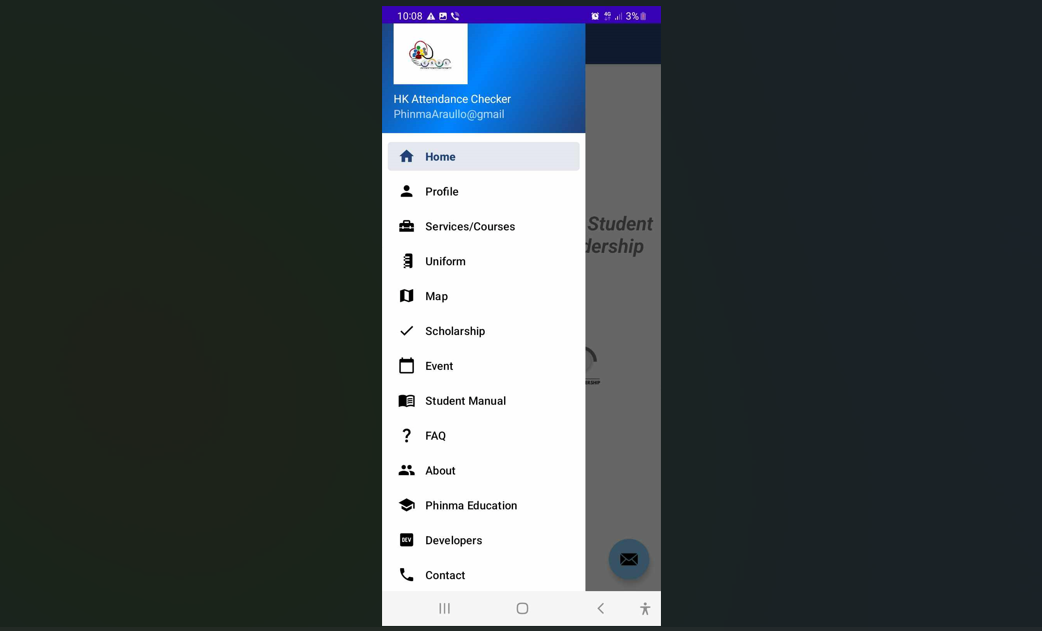 10:08
4G
3%
HK Attendance Checker
PhinmaAraullo@gmail
Home
Profile
Services/Courses
Uniform
Map
Scholarship
Event
Student Manual
FAQ
About
Phinma Education
DEV
Developers
Contact
Student
dership